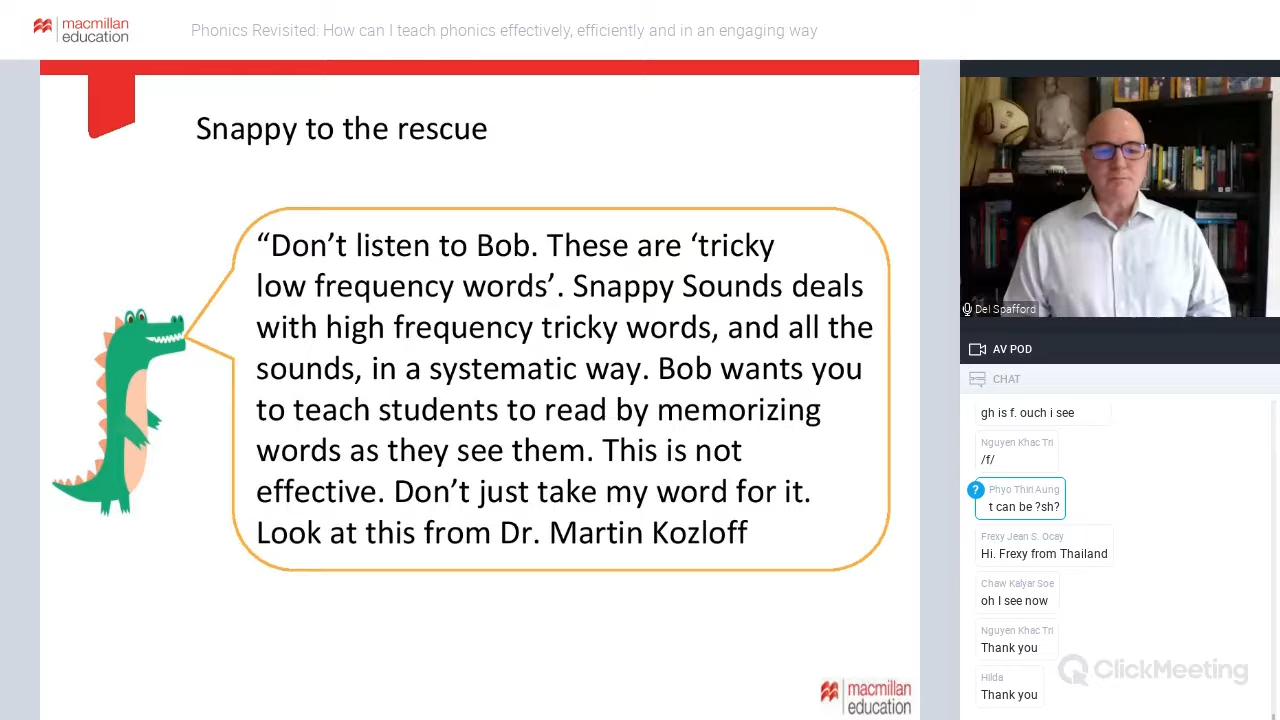 macmillan
education
Phonics Revisited: How can I teach phonics effectively, efficiently and in an engaging way
Snappy to the rescue
“Don’t listen to Bob. These are ‘tricky
low frequency words’. Snappy Sounds deals
with high frequency tricky words, and all the
sounds, in a systematic way. Bob wants you
to teach students to read by memorizing
words as they see them. This is not
effective. Don’t just take my word for it.
Look at this from Dr. Martin Kozloff
macmillan
education
Del Spafford
AV POD
CHAT
gh is f. ouch i see
Nguyen Khac Tri
/f/
?
Phyo Thiri Aung
t can be ?sh?
Frexy Jean S. Ocay
Hi. Frexy from Thailand
Chaw Kalyar Soe
oh I see now
Nguyen Khac Tri
Thank you
Hilda
Thank you
ClickMeeting